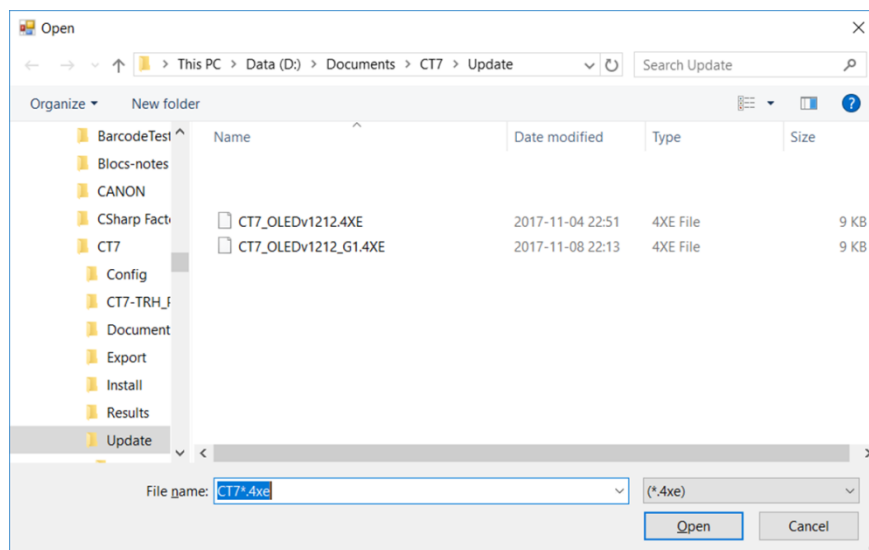 Open
This PC > Data (D:) > Documents > CT7 > Update
Search Update
Organize
New folder
Name
Date modified
Type
Size
BarcodeTest
Blocs-notes
CANON
CSharp Fact
CT7
Config
CT7-TRH_
Document
Export
Install
Results
Update
CT7_OLEDv1212.4XE 2017-11-04 22:51 4XE File 9 KB
CT7_OLEDv1212_G1.4XE 2017-11-08 22:13 4XE File 9 KB
File name: CT7*.4xe
(*.4xe)
Open
Cancel